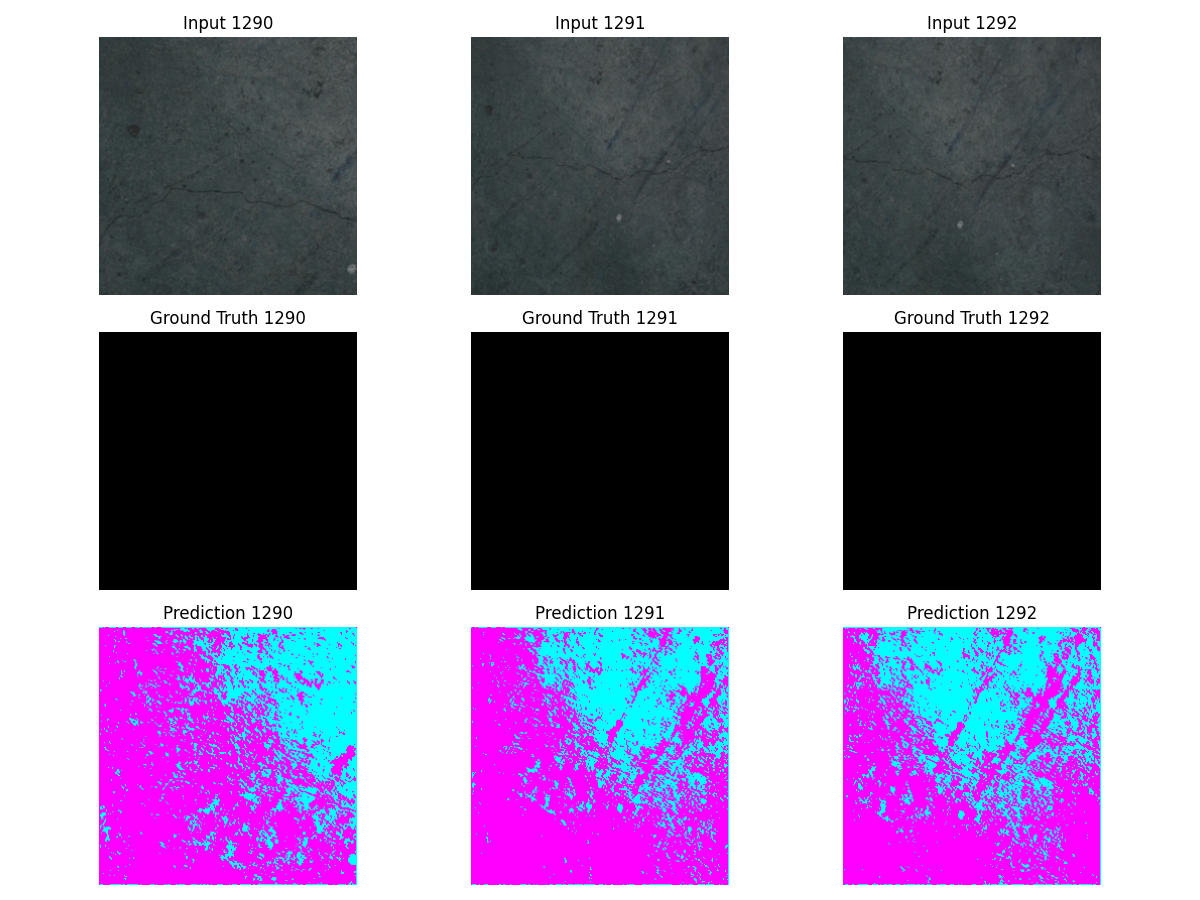 Input 1290
Input 1291
Input 1292
Ground Truth 1290
Ground Truth 1291
Ground Truth 1292
Prediction 1290
Prediction 1291
Prediction 1292